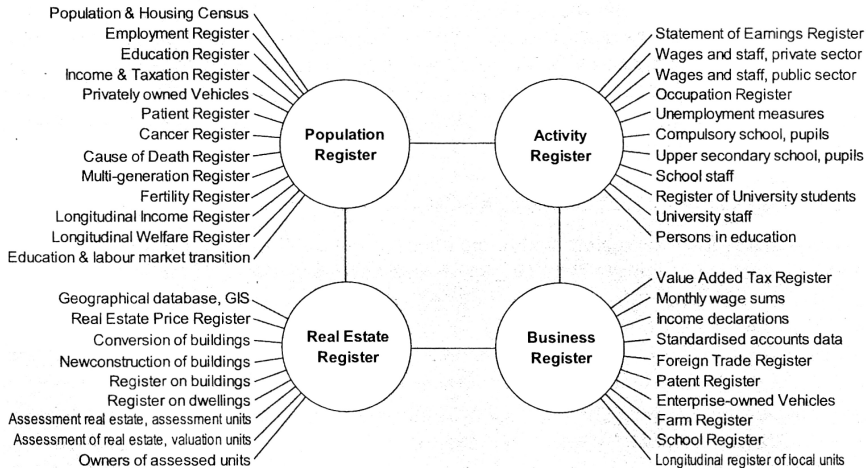 Population & Housing Census
Employment Register
Education Register
Income & Taxation Register
Privately owned Vehicles
Patient Register
Cancer Register
Cause of Death Register
Multi-generation Register
Fertility Register
Longitudinal Income Register
Longitudinal Welfare Register
Education & labour market transition
Population
Register
Activity
Register
Statement of Earnings Register
Wages and staff, private sector
Wages and staff, public sector
Occupation Register
Unemployment measures
Compulsory school, pupils
Upper secondary school, pupils
School staff
Register of University students
University staff
Persons in education
Geographical database, GIS
Real Estate Price Register
Conversion of buildings
Newconstruction of buildings
Register on buildings
Register on dwellings
Assessment real estate, assessment units
Assessment of real estate, valuation units
Owners of assessed units
Real Estate
Register
Business
Register
Value Added Tax Register
Monthly wage sums
Income declarations
Standardised accounts data
Foreign Trade Register
Patent Register
Enterprise-owned Vehicles
Farm Register
School Register
Longitudinal register of local units